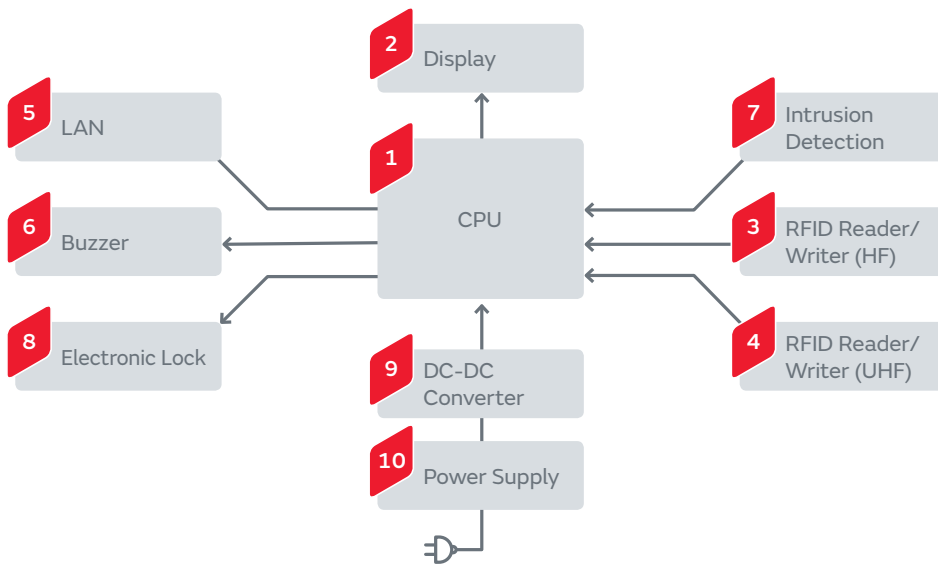 2
Display
5
LAN
7
Intrusion
Detection
1
CPU
6
Buzzer
3
RFID Reader/
Writer (HF)
8
Electronic Lock
9
DC-DC
Converter
4
RFID Reader/
Writer (UHF)
10
Power Supply